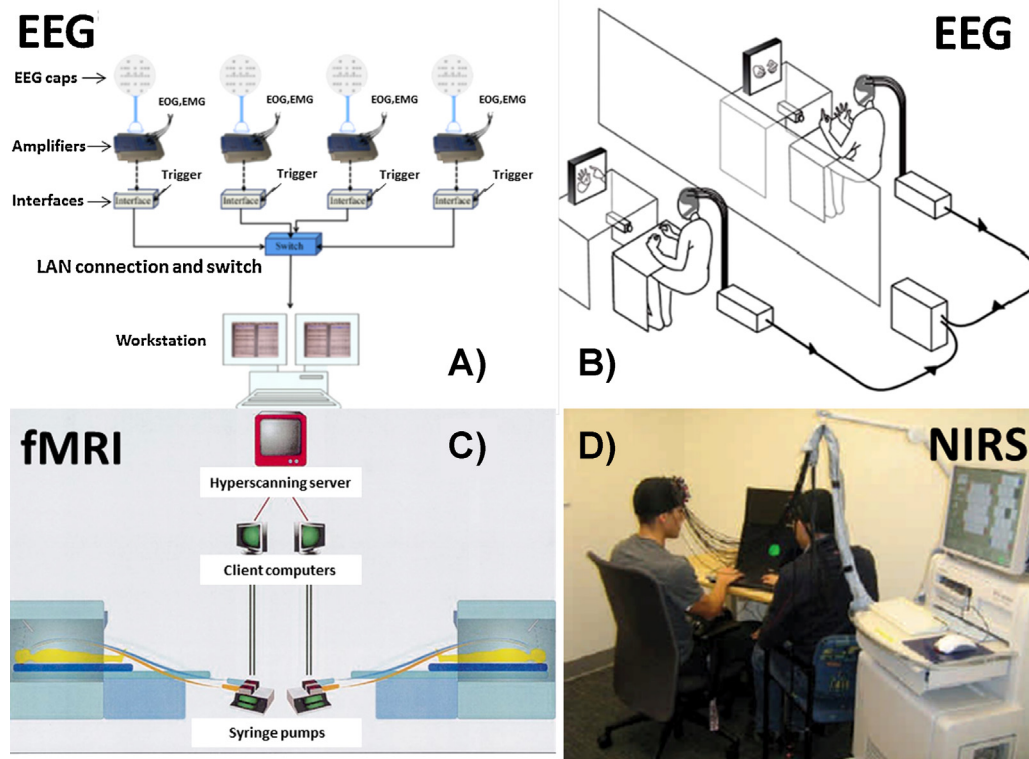 EEG
EEG caps
EOG,EMG
EOG,EMG
EOG,EMG
EOG,EMG
Amplifiers
Trigger
Trigger
Trigger
Trigger
Interfaces
Interface
Interface
Interface
Interface
Switch
LAN connection and switch
Workstation
A)
EEG
B)
fMRI
C)
Hyperscanning server
Client computers
Syringe pumps
D)
NIRS